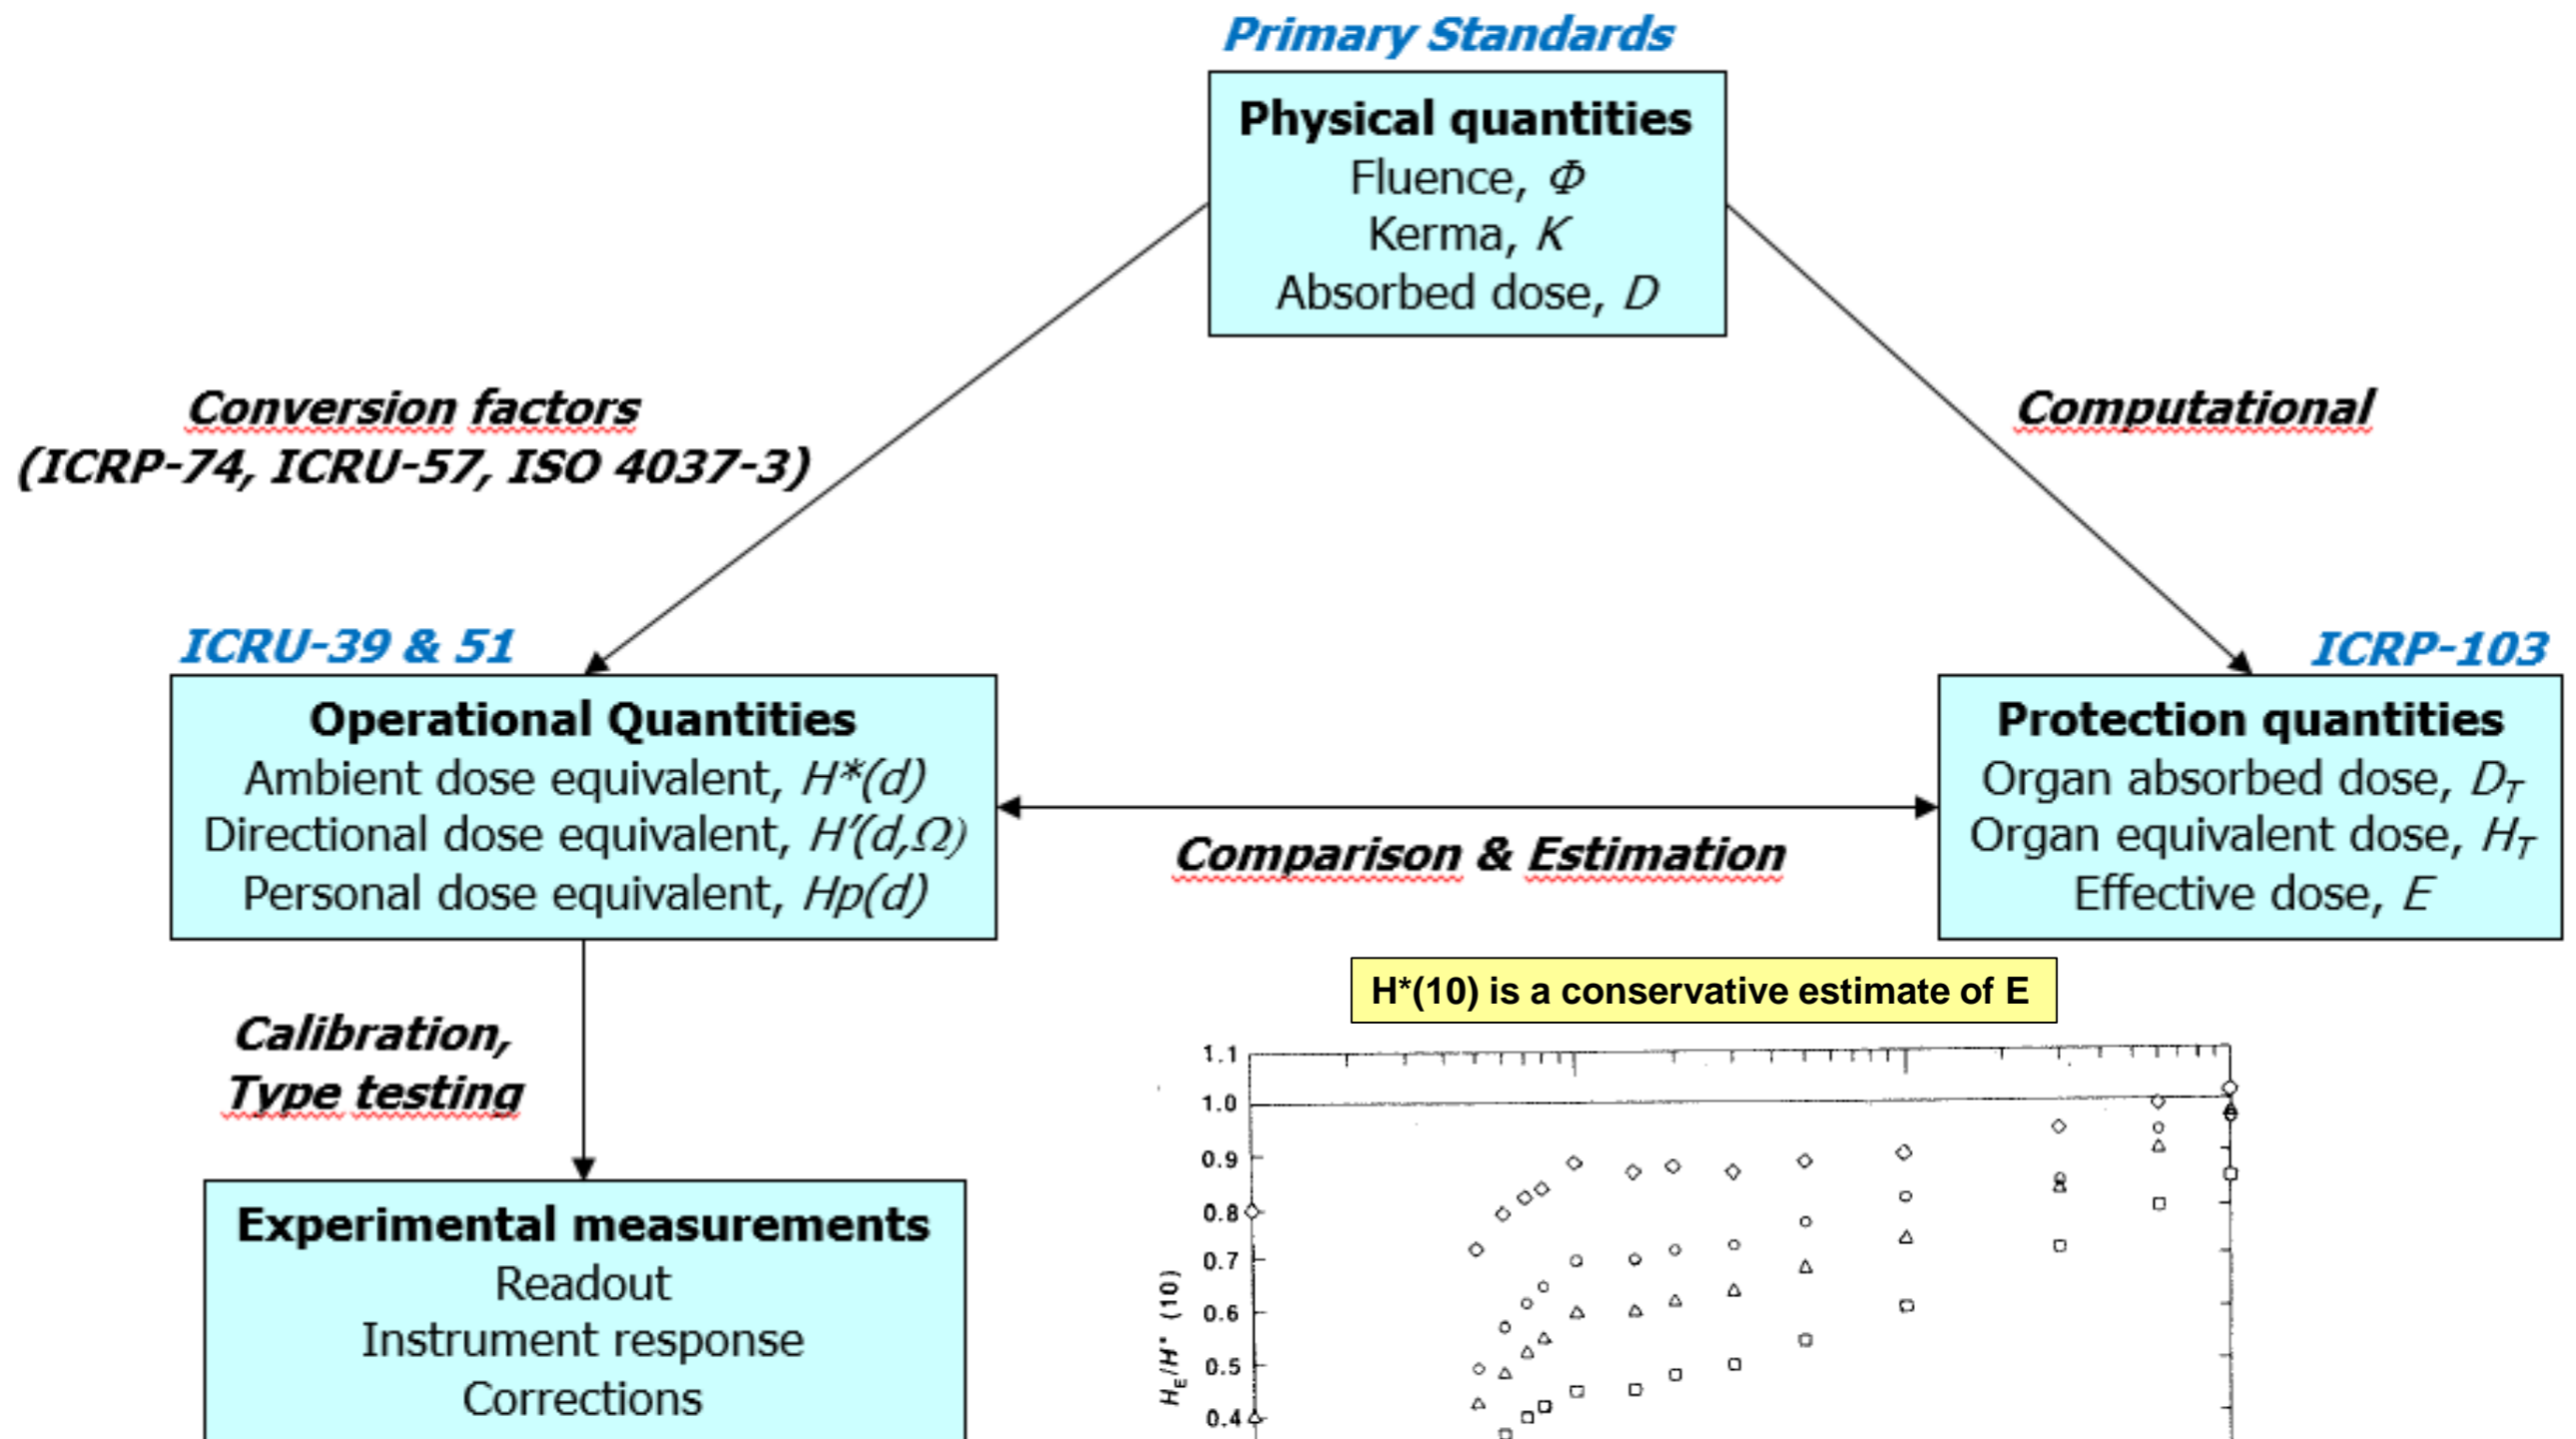 Primary Standards
Physical quantities
Fluence, Φ
Kerma, K
Absorbed dose, D
Conversion factors
(ICRP-74, ICRU-57, ISO 4037-3)
Computational
ICRU-39 & 51
Operational Quantities
Ambient dose equivalent, H*(d)
Directional dose equivalent, H'(d,Ω)
Personal dose equivalent, Hp(d)
Comparison & Estimation
ICRP-103
Protection quantities
Organ absorbed dose, D_T
Organ equivalent dose, H_T
Effective dose, E
Calibration,
Type testing
Experimental measurements
Readout
Instrument response
Corrections
H*(10) is a conservative estimate of E
1.1
1.0
0.9
0.8
0.7
0.6
0.5
0.4
H_E/H* (10)